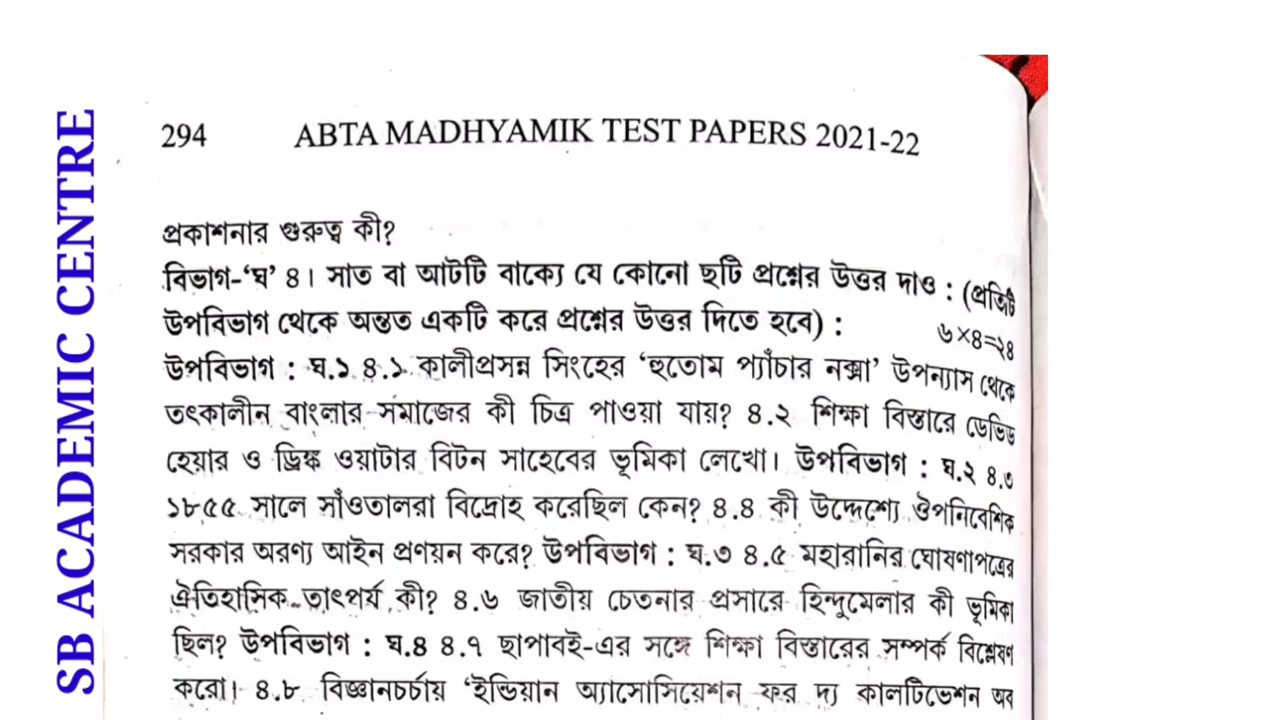 SB ACADEMIC CENTRE
294 ABTA MADHYAMIK TEST PAPERS 2021-22
প্রকাশনার গুরুত্ব কী?
বিভাগ-‘ঘ’ ৪। সাত বা আটটি বাক্যে যে কোনো ছটি প্রশ্নের উত্তর দাও : (প্রতিটি
উপবিভাগ থেকে অন্তত একটি করে প্রশ্নের উত্তর দিতে হবে) : ৬×৪=২৪
উপবিভাগ : ঘ.১ ৪.১ কালীপ্রসন্ন সিংহের ‘হুতোম প্যাঁচার নক্সা’ উপন্যাস থেকে
তৎকালীন বাংলার সমাজের কী চিত্র পাওয়া যায়? ৪.২ শিক্ষা বিস্তারে ডেভিড
হেয়ার ও ড্রিঙ্ক ওয়াটার বিটন সাহেবের ভূমিকা লেখো। উপবিভাগ : ঘ.২ ৪.৩
১৮৫৫ সালে সাঁওতালরা বিদ্রোহ করেছিল কেন? ৪.৪ কী উদ্দেশ্যে ঔপনিবেশিক
সরকার অরণ্য আইন প্রণয়ন করে? উপবিভাগ : ঘ.৩ ৪.৫ মহারানির ঘোষণাপত্রের
ঐতিহাসিক তাৎপর্য কী? ৪.৬ জাতীয় চেতনার প্রসারে হিন্দুমেলার কী ভূমিকা
ছিল? উপবিভাগ : ঘ.৪ ৪.৭ ছাপাবই-এর সঙ্গে শিক্ষা বিস্তারের সম্পর্ক বিশ্লেষণ
করো। ৪.৮ বিজ্ঞানচর্চায় ‘ইন্ডিয়ান অ্যাসোসিয়েশন ফর দ্য কালটিভেশন অব